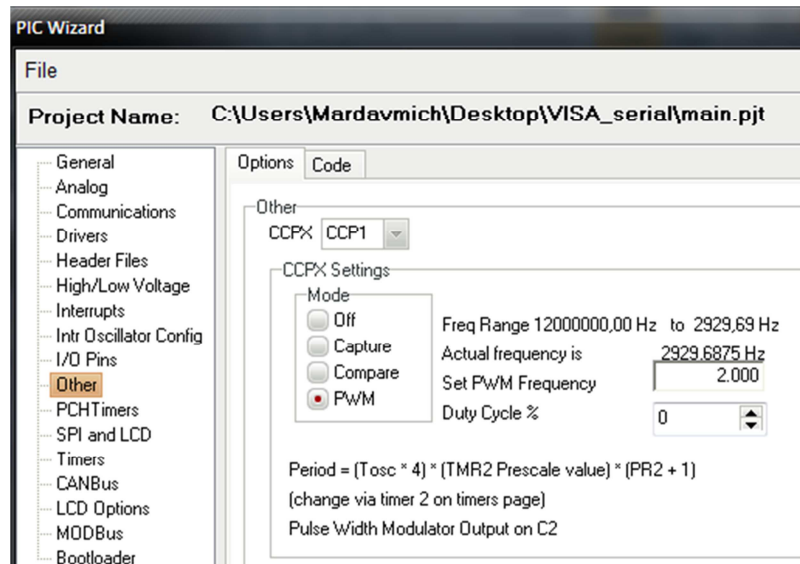 PIC Wizard
File
Project Name: C:\Users\Mardavmich\Desktop\VISA_serial\main.pjt
General
Analog
Communications
Drivers
Header Files
High/Low Voltage
Interrupts
Intr Oscillator Config
I/O Pins
Other
PCHTimers
SPI and LCD
Timers
CANBus
LCD Options
MODBus
Bootloader
Options Code
Other
CCPX CCP1
CCPX Settings
Mode
Off
Capture
Compare
PWM
Freq Range 12000000,00 Hz to 2929,69 Hz
Actual frequency is 2929.6875 Hz
Set PWM Frequency 2.000
Duty Cycle % 0
Period = (Tosc * 4) * (TMR2 Prescale value) * (PR2 + 1)
(change via timer 2 on timers page)
Pulse Width Modulator Output on C2